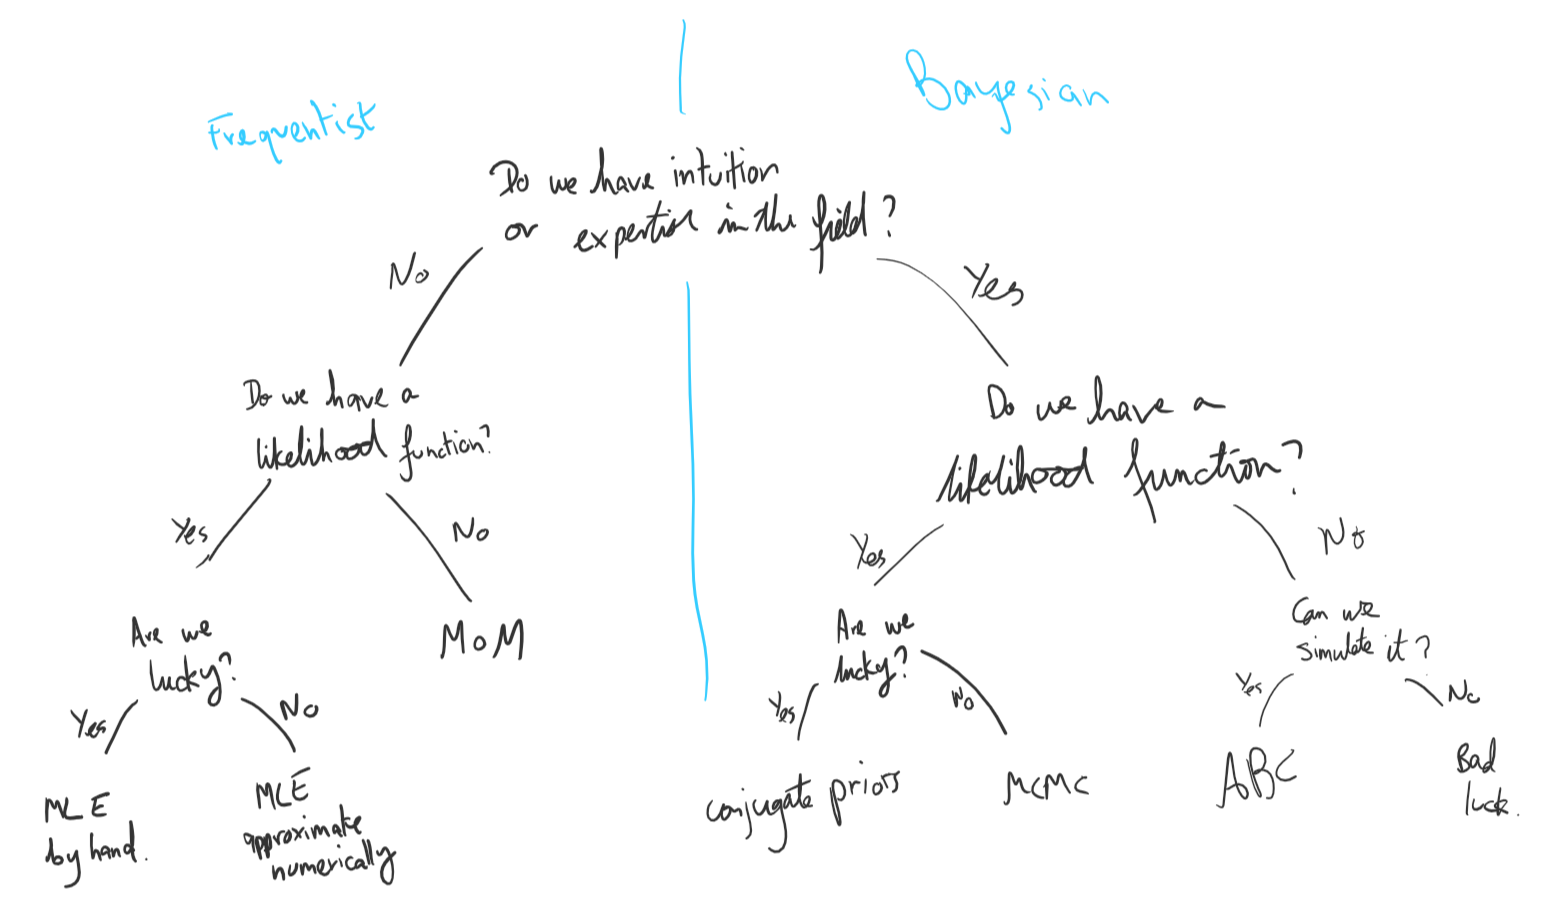 Frequentist
Bayesian
Do we have intuition
or expertise in the field?
No
Yes
Do we have a
likelihood function?
Do we have a
likelihood function?
Yes
No
Yes
No
Are we
lucky?
MoM
Are we
lucky?
Can we
simulate it?
Yes
No
Yes
No
Yes
No
MLE
by hand.
MLE
approximate
numerically
conjugate priors
MCMC
ABC
Bad
luck.